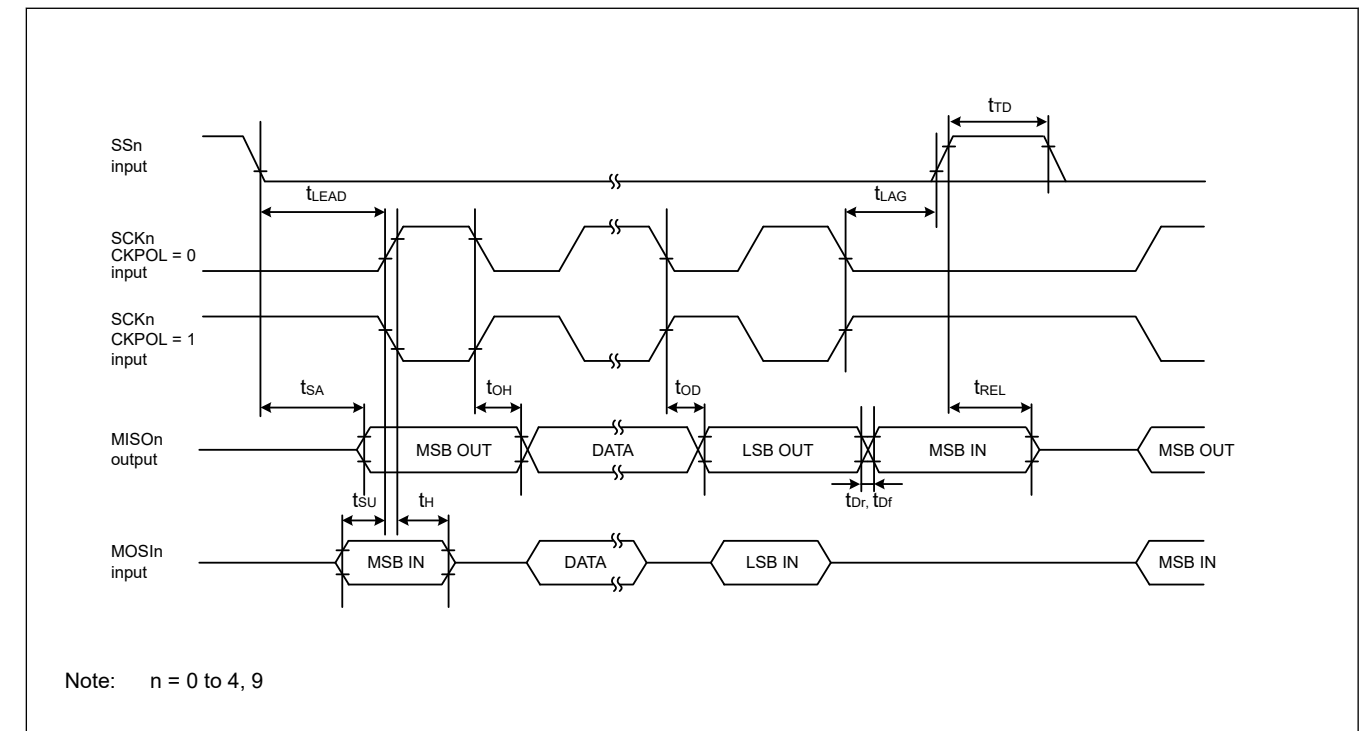 tTD
SSn
input
tLEAD
tLAG
SCKn
CKPOL = 0
input
SCKn
CKPOL = 1
input
tSA
tOH
tOD
tREL
MISOn
output
MSB OUT
DATA
LSB OUT
MSB IN
MSB OUT
tSU
tH
tDr, tDf
MOSIn
input
MSB IN
DATA
LSB IN
MSB IN
Note: n = 0 to 4, 9